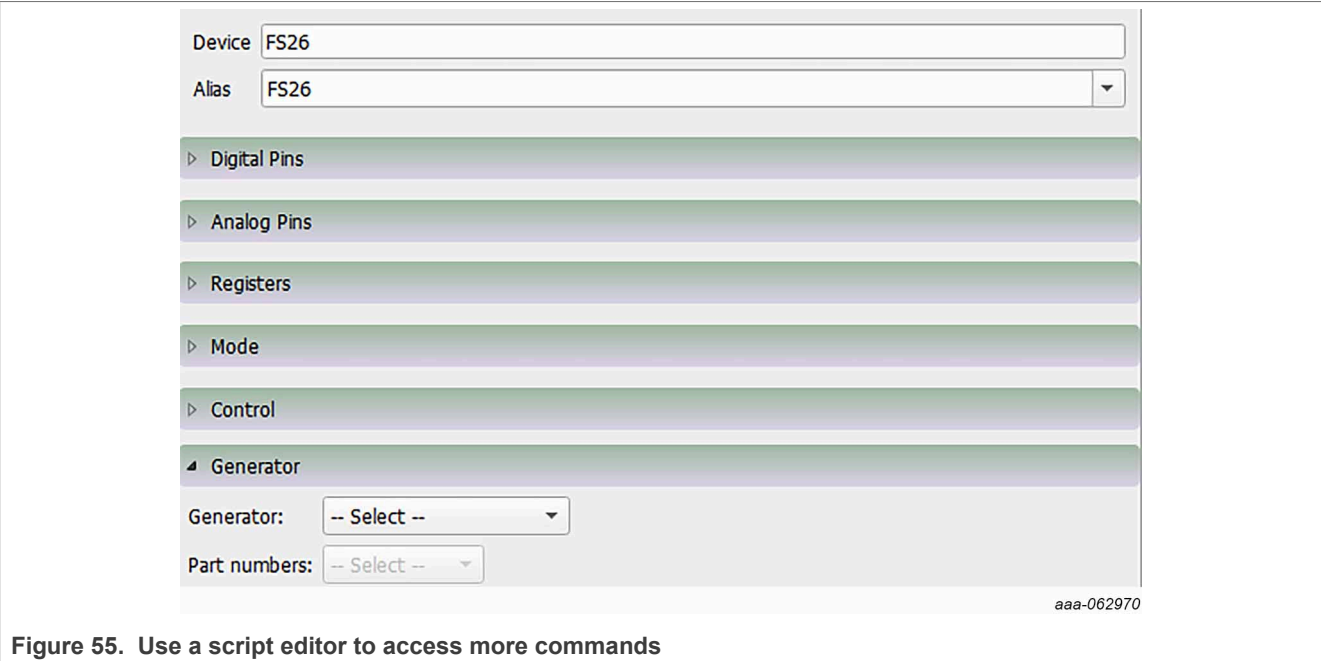 Device FS26
Alias FS26
Digital Pins
Analog Pins
Registers
Mode
Control
Generator
Generator: -- Select --
Part numbers: -- Select --
aaa-062970
Figure 55. Use a script editor to access more commands